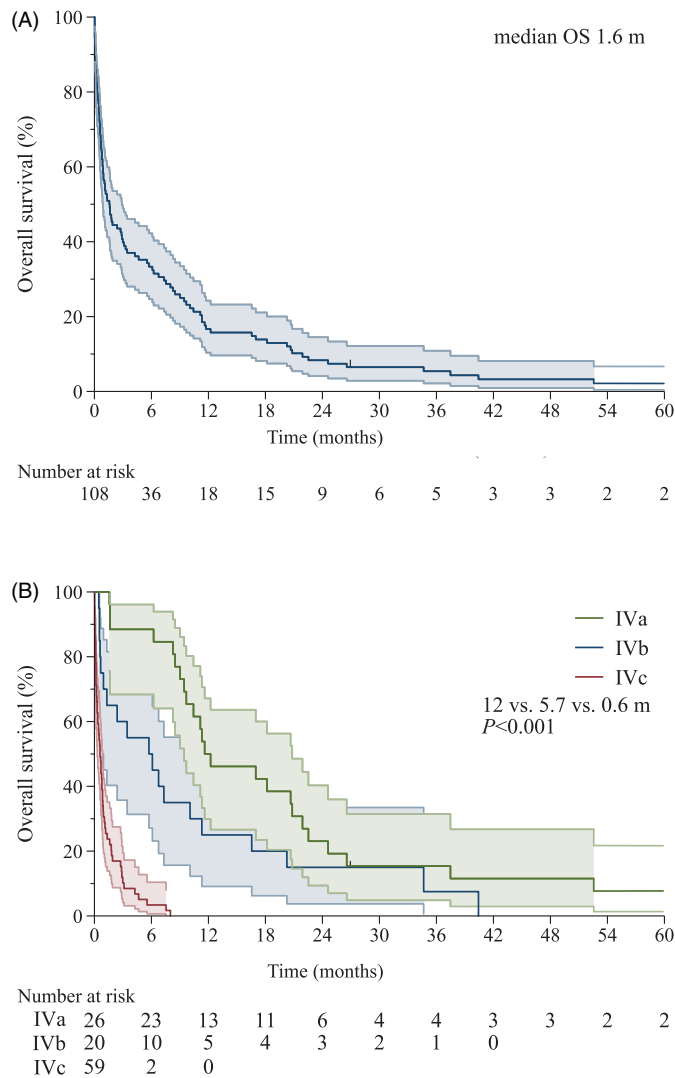 (A)
median OS 1.6 m
Overall survival (%)
100
80
60
40
20
0
0 6 12 18 24 30 36 42 48 54 60
Time (months)
Number at risk
108 36 18 15 9 6 5 3 3 2 2
(B)
IVa
IVb
IVc
12 vs. 5.7 vs. 0.6 m
P<0.001
Overall survival (%)
100
80
60
40
20
0
0 6 12 18 24 30 36 42 48 54 60
Time (months)
Number at risk
IVa 26 23 13 11 6 4 4 3 3 2 2
IVb 20 10 5 4 3 2 1 0
IVc 59 2 0